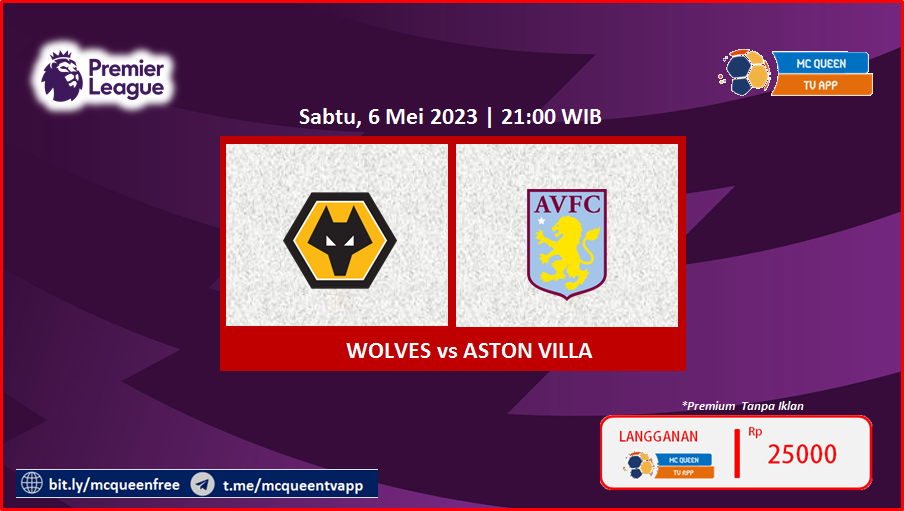 Premier
League
MC QUEEN
TV APP
Sabtu, 6 Mei 2023 | 21:00 WIB
AVFC
WOLVES vs ASTON VILLA
*Premium Tanpa Iklan
LANGGANAN
MC QUEEN
TV APP
Rp
25000
bit.ly/mcqueenfree
t.me/mcqueentvapp